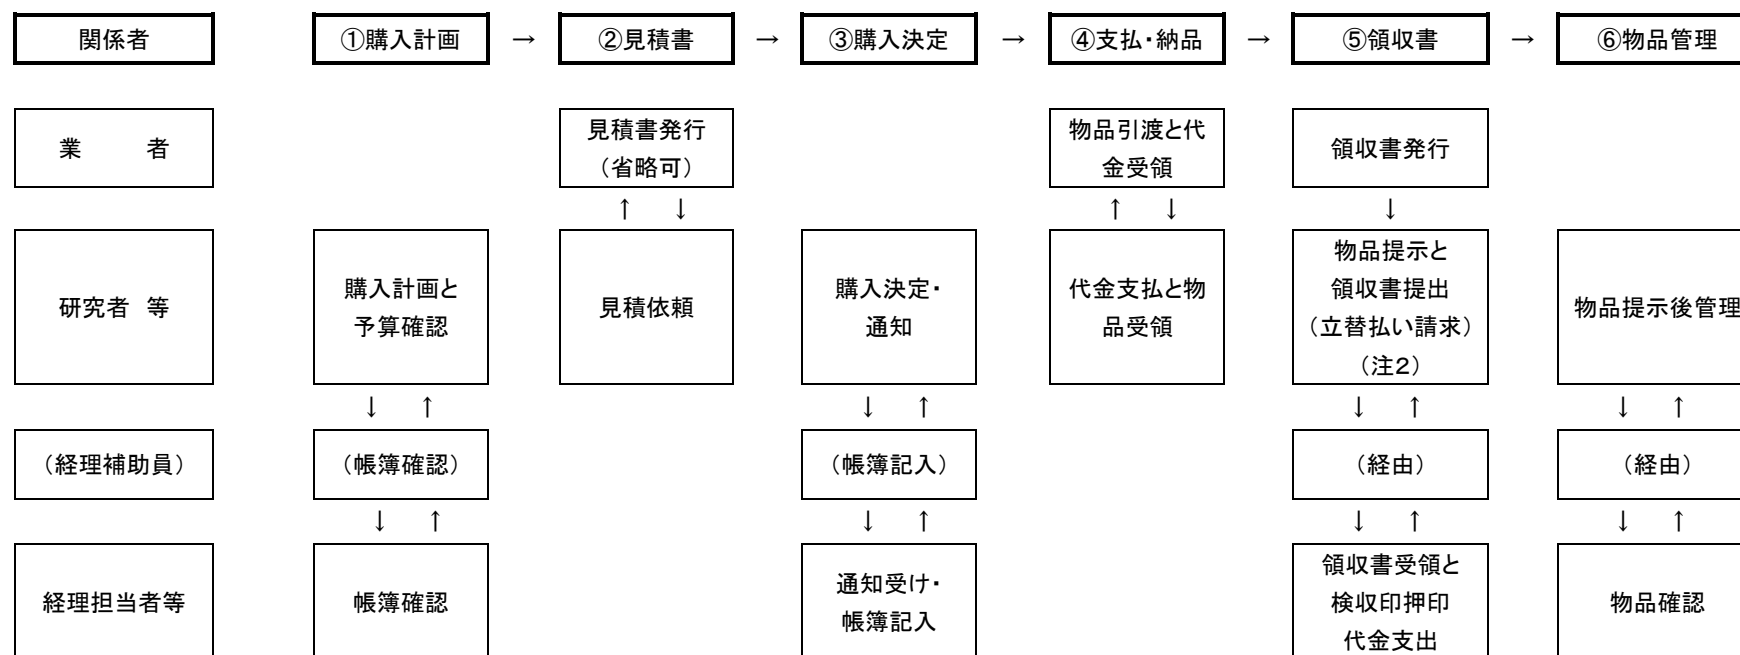 関係者 ①購入計画 → ②見積書 → ③購入決定 → ④支払・納品 → ⑤領収書 → ⑥物品管理
業　　者
見積書発行
（省略可）
物品引渡と代
金受領
領収書発行
↑ ↓
↑ ↓
↓
研究者 等
購入計画と
予算確認
見積依頼
購入決定・
通知
代金支払と物
品受領
物品提示と
領収書提出
（立替払い請求）
（注２）
物品提示後管理
↓ ↑
↓ ↑
↓ ↑
↓ ↑
（経理補助員）
（帳簿確認）
（帳簿記入）
（経由）
（経由）
↓ ↑
↓ ↑
↓ ↑
↓ ↑
経理担当者等
帳簿確認
通知受け・
帳簿記入
領収書受領と
検収印押印
代金支出
物品確認